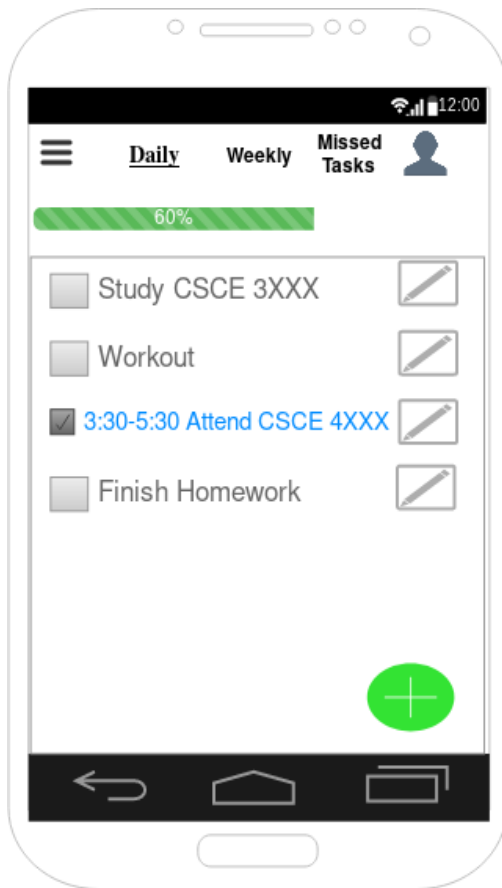 12:00
Daily
Weekly
Missed
Tasks
60%
Study CSCE 3XXX
Workout
3:30-5:30 Attend CSCE 4XXX
Finish Homework